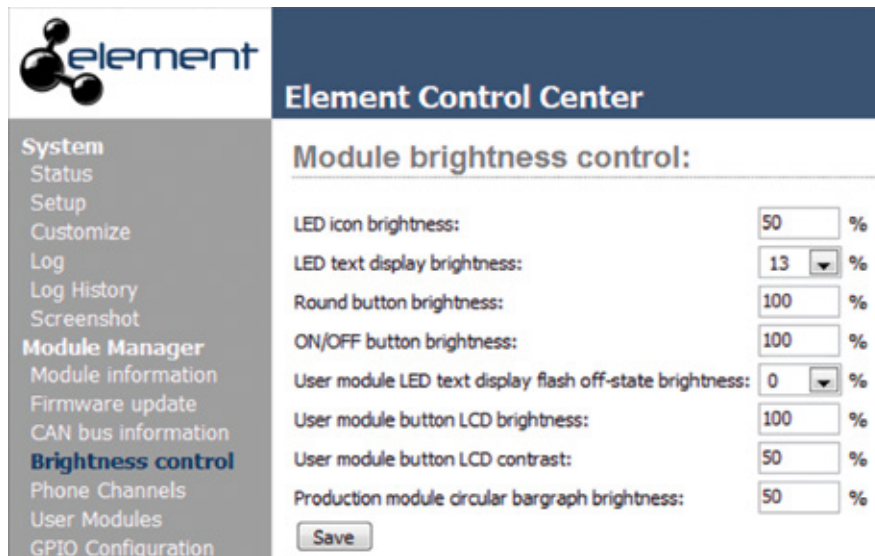 element
Element Control Center
System
Status
Setup
Customize
Log
Log History
Screenshot
Module Manager
Module information
Firmware update
CAN bus information
Brightness control
Phone Channels
User Modules
GPIO Configuration
Module brightness control:
LED icon brightness: 50 %
LED text display brightness: 13 %
Round button brightness: 100 %
ON/OFF button brightness: 100 %
User module LED text display flash off-state brightness: 0 %
User module button LCD brightness: 100 %
User module button LCD contrast: 50 %
Production module circular bargraph brightness: 50 %
Save